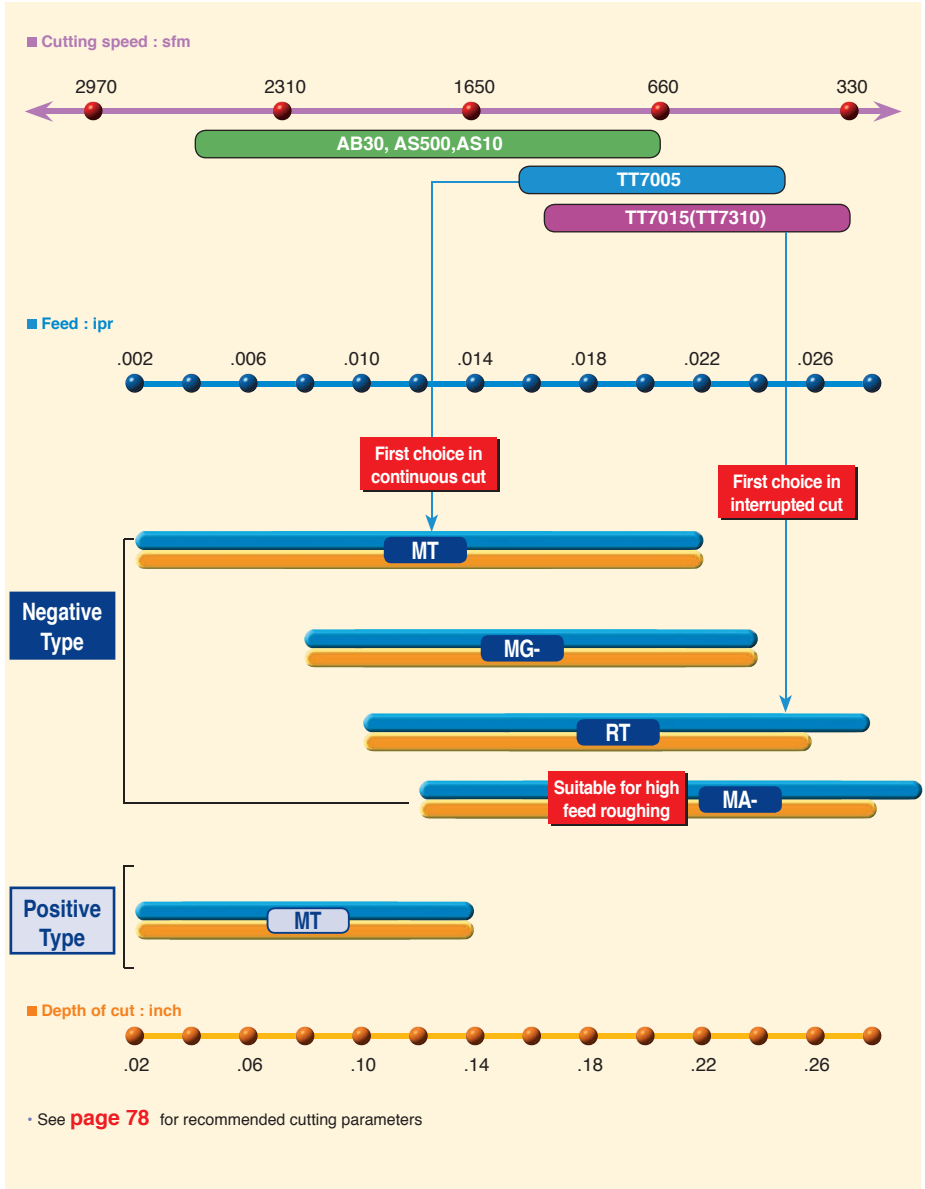 ■ Cutting speed : sfm
2970 2310 1650 660 330
AB30, AS500,AS10
TT7005
TT7015(TT7310)
■ Feed : ipr
.002 .006 .010 .014 .018 .022 .026
First choice in
continuous cut
First choice in
interrupted cut
MT
Negative
Type
MG-
RT
Suitable for high
feed roughing
MA-
Positive
Type
MT
■ Depth of cut : inch
.02 .06 .10 .14 .18 .22 .26
• See page 78 for recommended cutting parameters